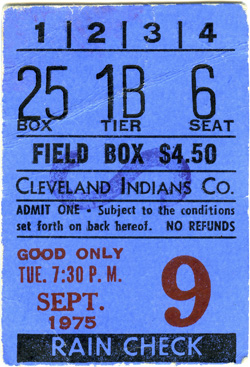 1 | 2 | 3 | 4
25 1B 6
BOX TIER SEAT
FIELD BOX $4.50
CLEVELAND INDIANS CO.
ADMIT ONE - Subject to the conditions
set forth on back hereof. NO REFUNDS
GOOD ONLY
TUE. 7:30 P. M.
SEPT. 9
1975
RAIN CHECK